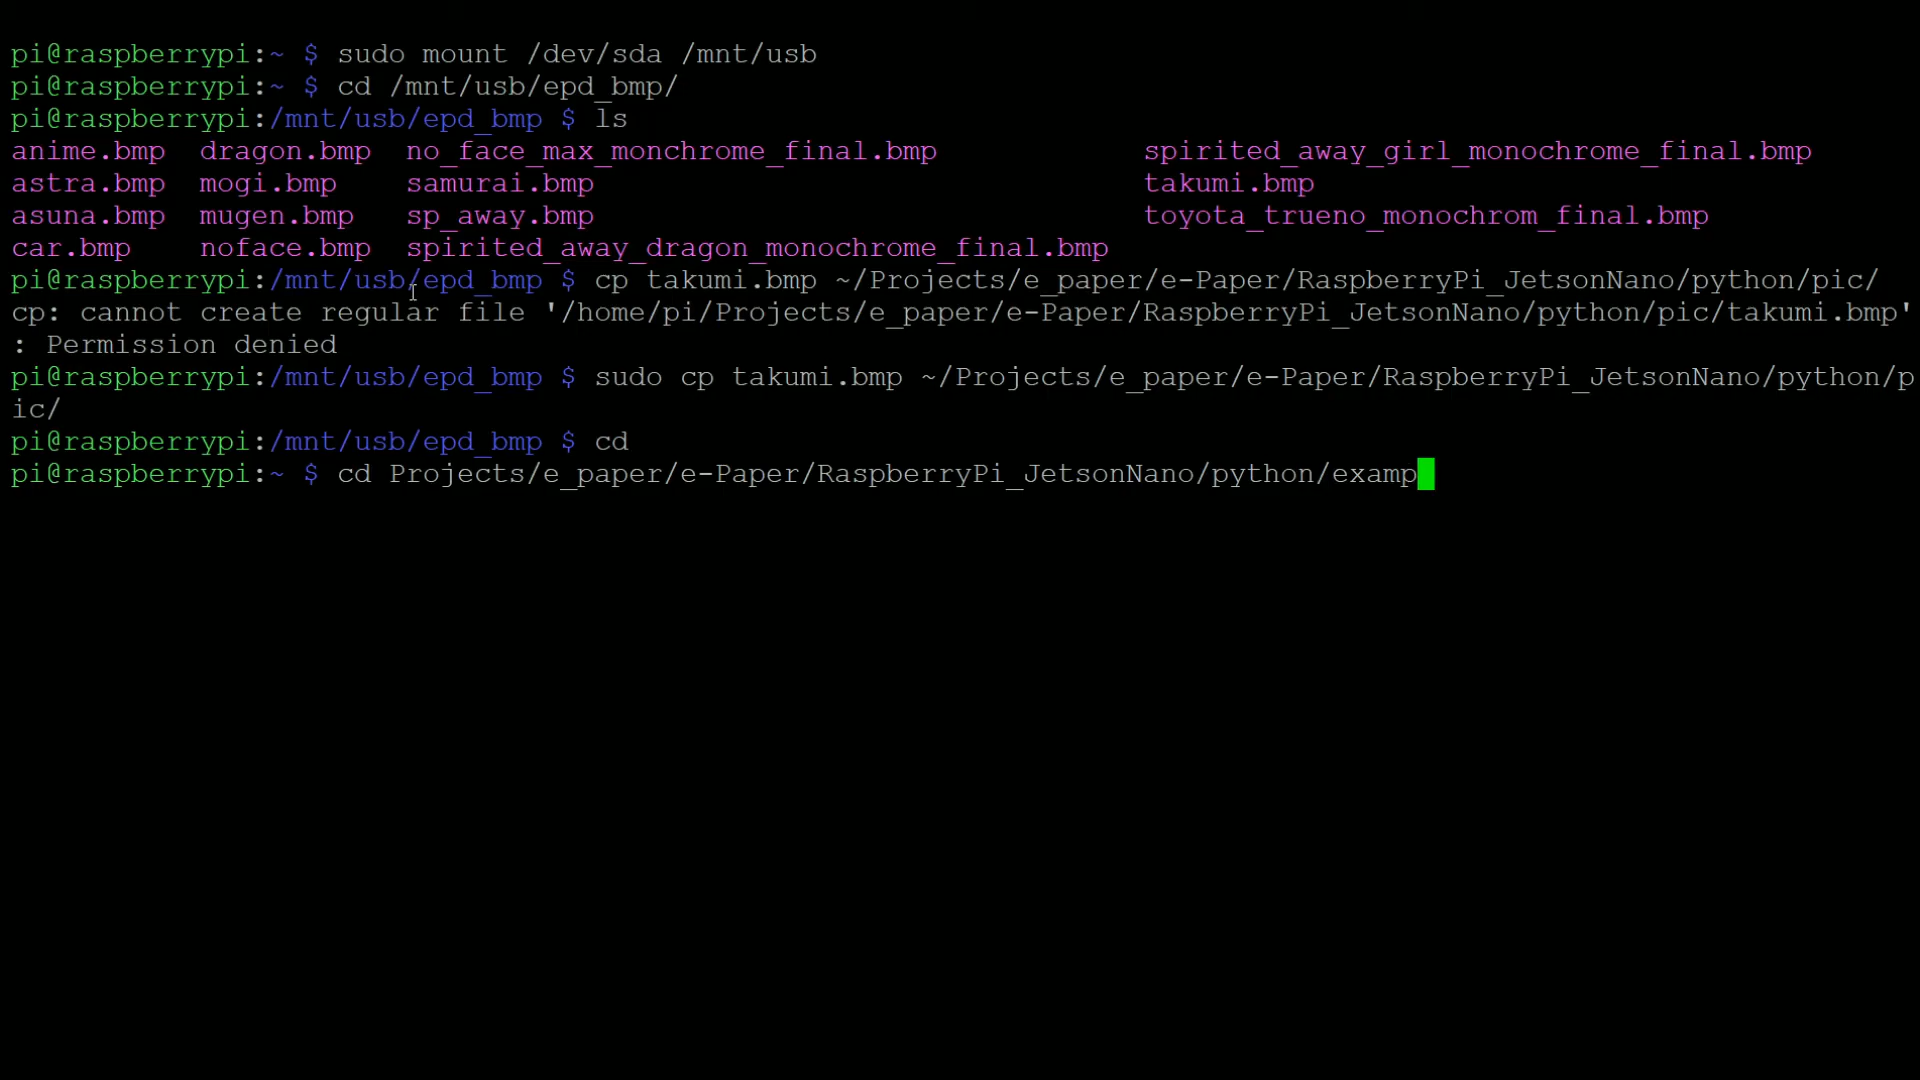 pi@raspberrypi:~ $ sudo mount /dev/sda /mnt/usb
pi@raspberrypi:~ $ cd /mnt/usb/epd_bmp/
pi@raspberrypi:/mnt/usb/epd_bmp $ ls
anime.bmp  dragon.bmp  no_face_max_monchrome_final.bmp            spirited_away_girl_monochrome_final.bmp
astra.bmp  mogi.bmp    samurai.bmp                                takumi.bmp
asuna.bmp  mugen.bmp   sp_away.bmp                                toyota_trueno_monochrom_final.bmp
car.bmp    noface.bmp  spirited_away_dragon_monochrome_final.bmp
pi@raspberrypi:/mnt/usb/epd_bmp $ cp takumi.bmp ~/Projects/e_paper/e-Paper/RaspberryPi_JetsonNano/python/pic/
cp: cannot create regular file '/home/pi/Projects/e_paper/e-Paper/RaspberryPi_JetsonNano/python/pic/takumi.bmp'
: Permission denied
pi@raspberrypi:/mnt/usb/epd_bmp $ sudo cp takumi.bmp ~/Projects/e_paper/e-Paper/RaspberryPi_JetsonNano/python/p
ic/
pi@raspberrypi:/mnt/usb/epd_bmp $ cd
pi@raspberrypi:~ $ cd Projects/e_paper/e-Paper/RaspberryPi_JetsonNano/python/examp